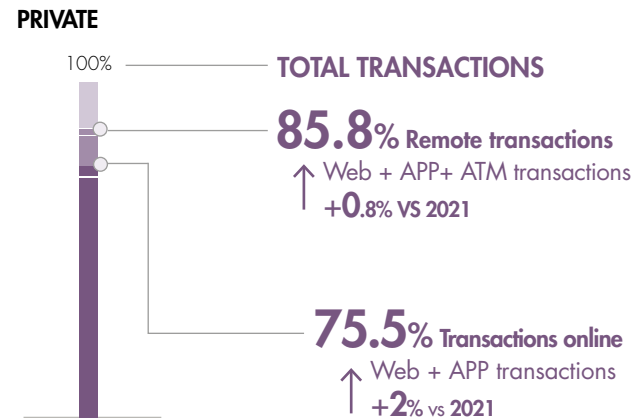 PRIVATE
100%
TOTAL TRANSACTIONS
85.8% Remote transactions
Web + APP+ ATM transactions
+0.8% VS 2021
75.5% Transactions online
Web + APP transactions
+2% vs 2021